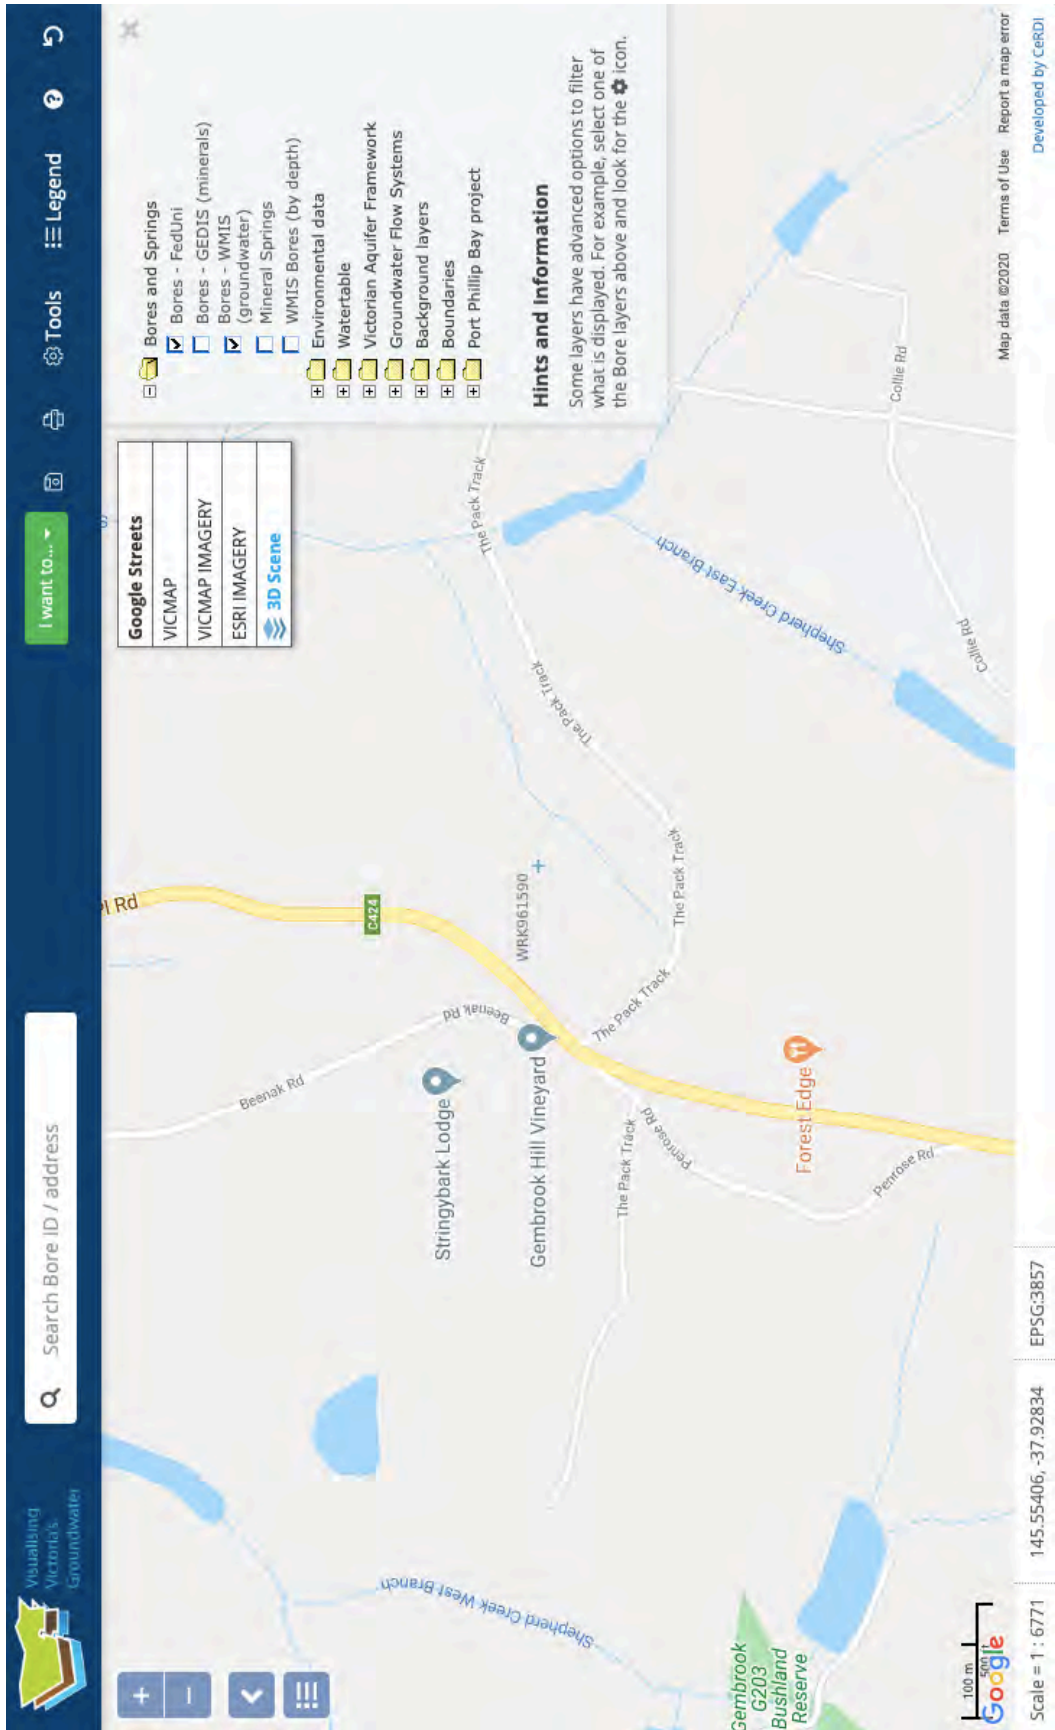 Visualising
Victoria's
Groundwater
Search Bore ID / address
I want to...
Tools
Legend
Google Streets
VICMAP
VICMAP IMAGERY
ESRI IMAGERY
3D Scene
Bores and Springs
Bores - FedUni
Bores - GEDIS (minerals)
Bores - WMIS
(groundwater)
Mineral Springs
WMIS Bores (by depth)
Environmental data
Watertable
Victorian Aquifer Framework
Groundwater Flow Systems
Background layers
Boundaries
Port Phillip Bay project
Hints and Information
Some layers have advanced options to filter
what is displayed. For example, select one of
the Bore layers above and look for the icon.
Rd
Beenak Rd
C424
Beenak Rd
Stringybark Lodge
WRK961590
Gembrook Hill Vineyard
The Pack Track
The Pack Track
The Pack Track
The Pack Track
The Pack Track
The Pack Track
Penrose Rd
Forest Edge
Penrose Rd
Shepherd Creek West Branch
Shepherd Creek East Branch
Collie Rd
Collie Rd
Gembrook
G203
Bushland
Reserve
100 m
500 ft
Google
Map data ©2020
Terms of Use
Report a map error
Scale = 1 : 6771
145.55406, -37.92834
EPSG:3857
Developed by CeRDI